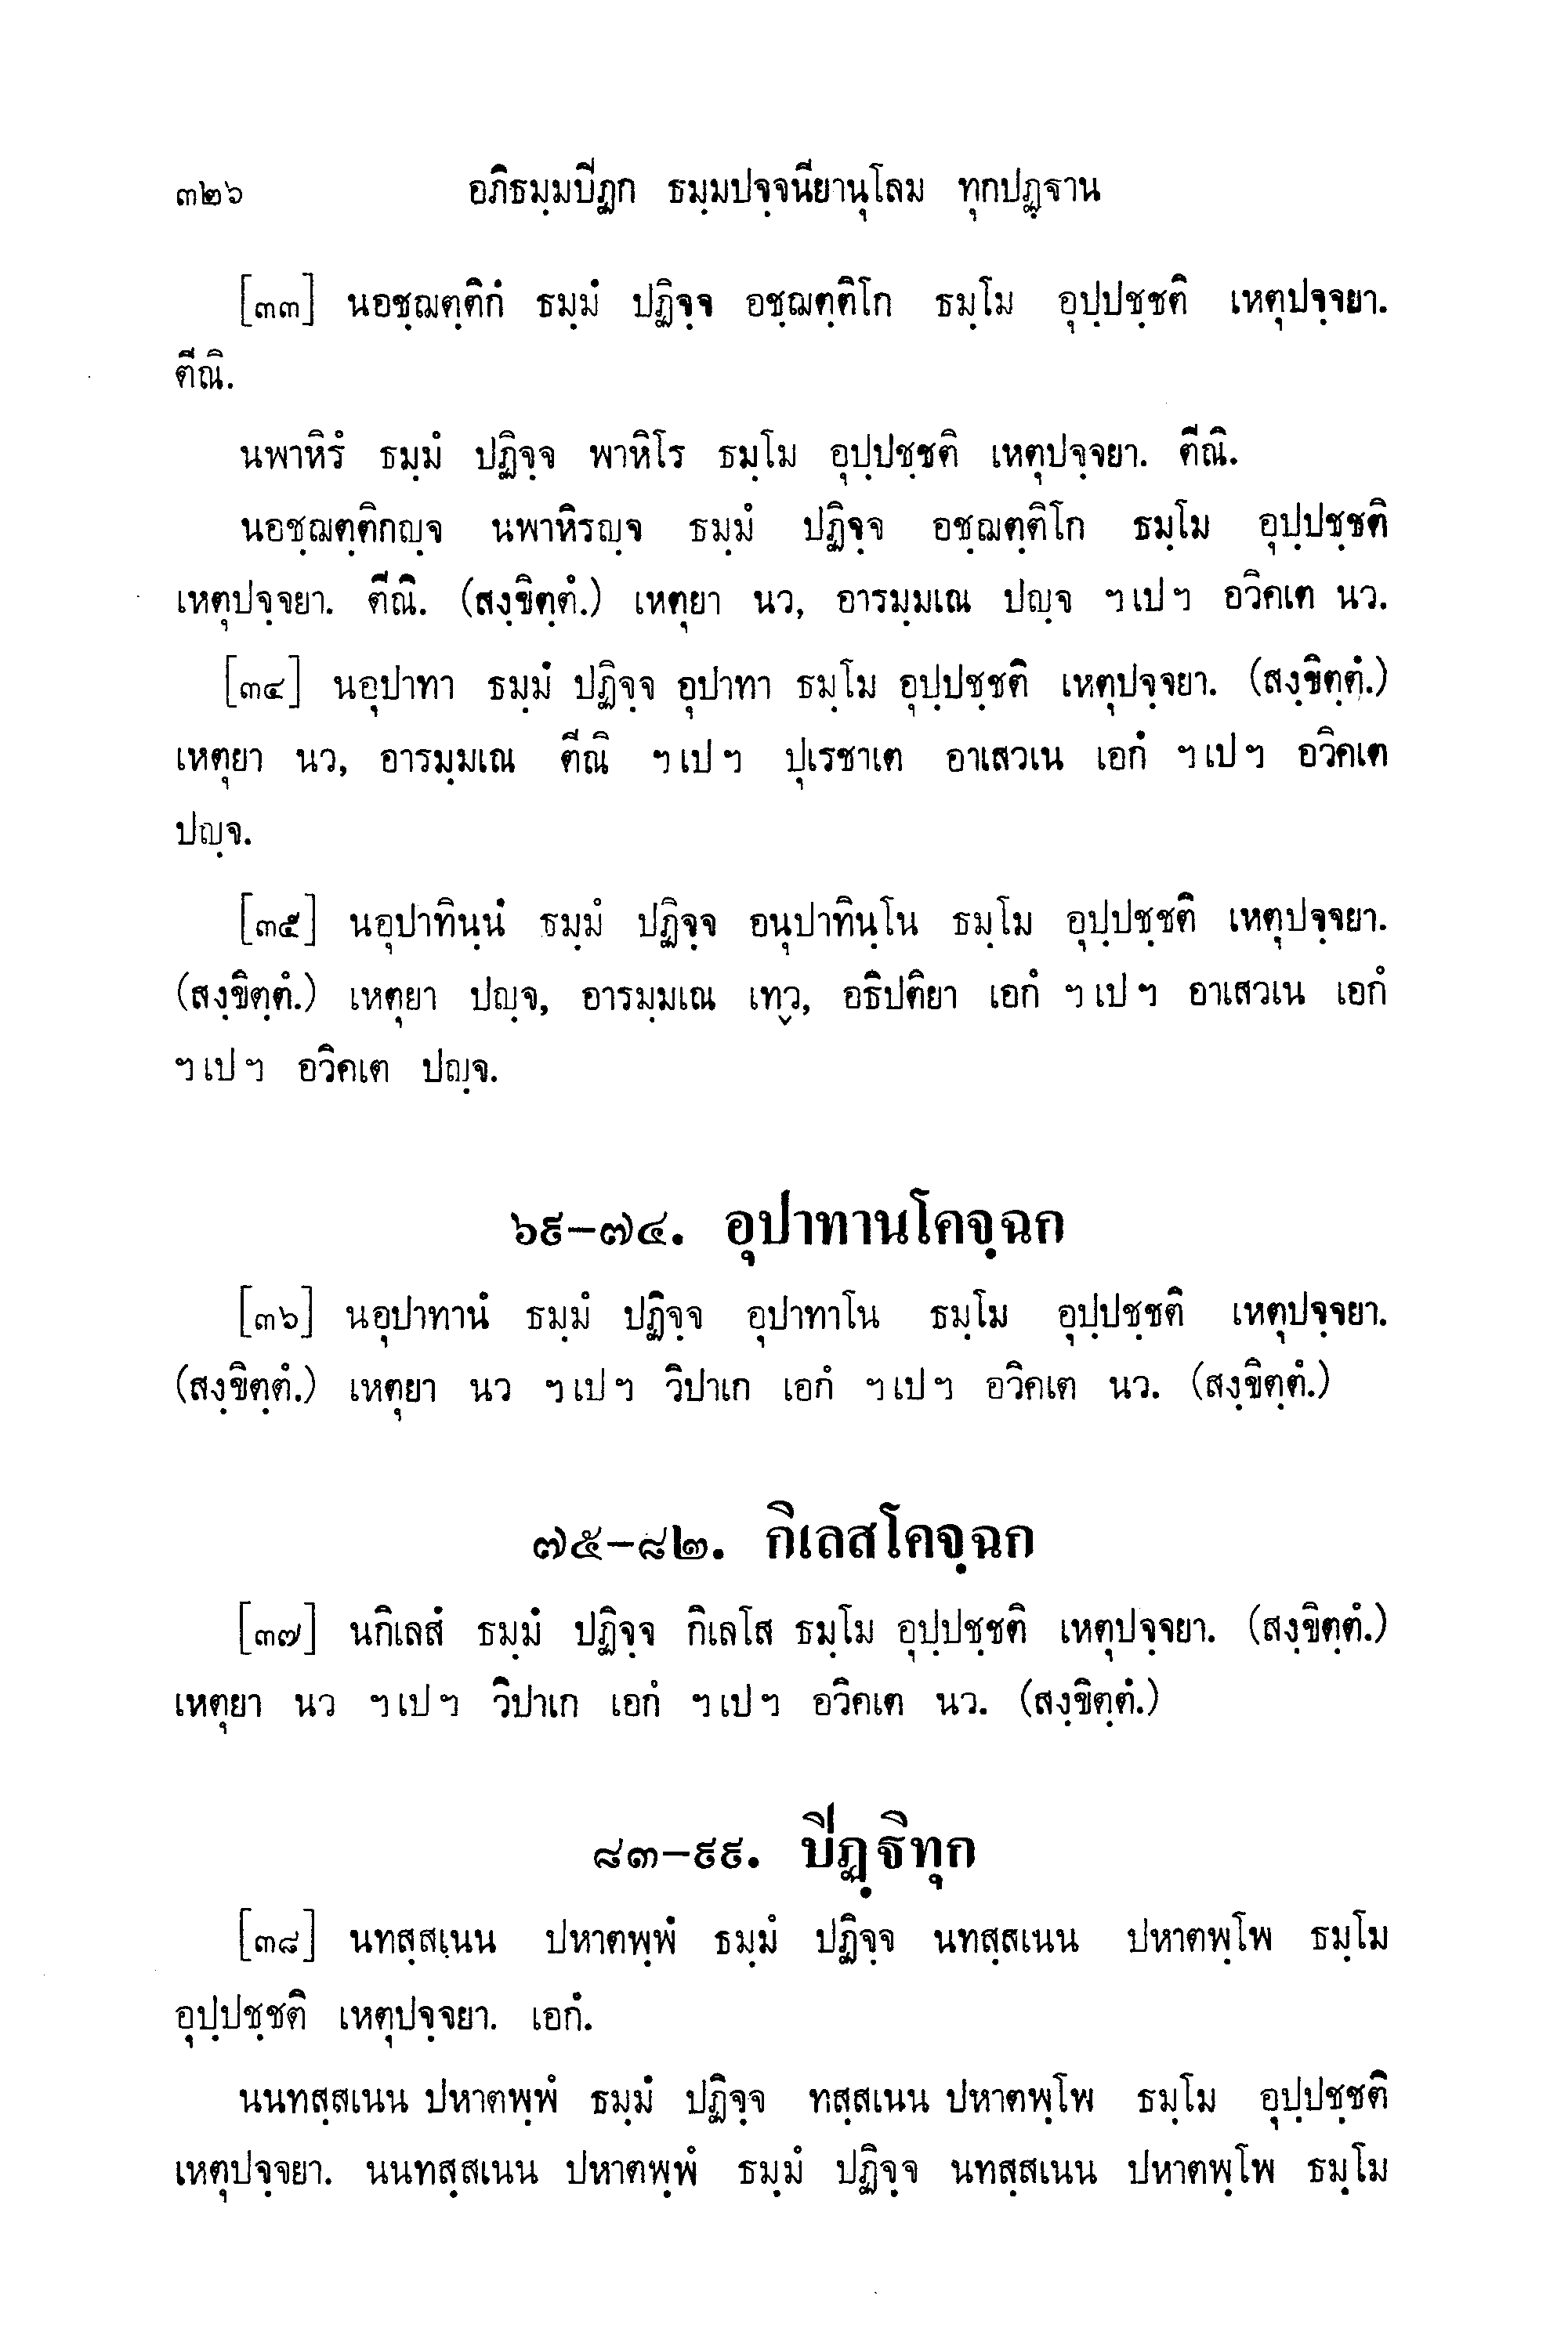 ๓๒๖ อภิธมฺมปีฏก ธมฺมปจฺจนียานุโลม ทุกปฏฺฐาน
[๓๓] นอชฺฌตฺติกํ ธมฺมํ ปฏิจฺจ อชฺฌตฺติโก ธมฺโม อุปฺปชฺชติ เหตุปจฺจยา.
ตีณิ.
นพาหิรํ ธมฺมํ ปฏิจฺจ พาหิโร ธมฺโม อุปฺปชฺชติ เหตุปจฺจยา. ตีณิ.
นอชฺฌตฺติกญฺจ นพาหิรญฺจ ธมฺมํ ปฏิจฺจ อชฺฌตฺติโก ธมฺโม อุปฺปชฺชติ
เหตุปจฺจยา. ตีณิ. (สงฺขิตฺตํ.) เหตุยา นว, อารมฺมเณ ปญฺจ ฯ เป ฯ อวิคเต นว.
[๓๔] นอุปาทา ธมฺมํ ปฏิจฺจ อุปาทา ธมฺโม อุปฺปชฺชติ เหตุปจฺจยา. (สงฺขิตฺตํ.)
เหตุยา นว, อารมฺมเณ ตีณิ ฯ เป ฯ ปุเรชาเต อาเสวเน เอกํ ฯ เป ฯ อวิคเต
ปญฺจ.
[๓๕] นอุปาทินฺนํ ธมฺมํ ปฏิจฺจ อนุปาทินฺโน ธมฺโม อุปฺปชฺชติ เหตุปจฺจยา.
(สงฺขิตฺตํ.) เหตุยา ปญฺจ, อารมฺมเณ เทฺว, อธิปติยา เอกํ ฯ เป ฯ อาเสวเน เอกํ
ฯ เป ฯ อวิคเต ปญฺจ.
๖๙–๗๔. อุปาทานโคจฺฉก
[๓๖] นอุปาทานํ ธมฺมํ ปฏิจฺจ อุปาทาโน ธมฺโม อุปฺปชฺชติ เหตุปจฺจยา.
(สงฺขิตฺตํ.) เหตุยา นว ฯ เป ฯ วิปาเก เอกํ ฯ เป ฯ อวิคเต นว. (สงฺขิตฺตํ.)
๗๕–๘๒. กิเลสโคจฺฉก
[๓๗] นกิเลสํ ธมฺมํ ปฏิจฺจ กิเลโส ธมฺโม อุปฺปชฺชติ เหตุปจฺจยา. (สงฺขิตฺตํ.)
เหตุยา นว ฯ เป ฯ วิปาเก เอกํ ฯ เป ฯ อวิคเต นว. (สงฺขิตฺตํ.)
๘๓–๙๙. ปีฏฺฐิทุก
[๓๘] นทสฺสเนน ปหาตพฺพํ ธมฺมํ ปฏิจฺจ นทสฺสเนน ปหาตพฺโพ ธมฺโม
อุปฺปชฺชติ เหตุปจฺจยา. เอกํ.
นนทสฺสเนน ปหาตพฺพํ ธมฺมํ ปฏิจฺจ ทสฺสเนน ปหาตพฺโพ ธมฺโม อุปฺปชฺชติ
เหตุปจฺจยา. นนทสฺสเนน ปหาตพฺพํ ธมฺมํ ปฏิจฺจ นทสฺสเนน ปหาตพฺโพ ธมฺโม